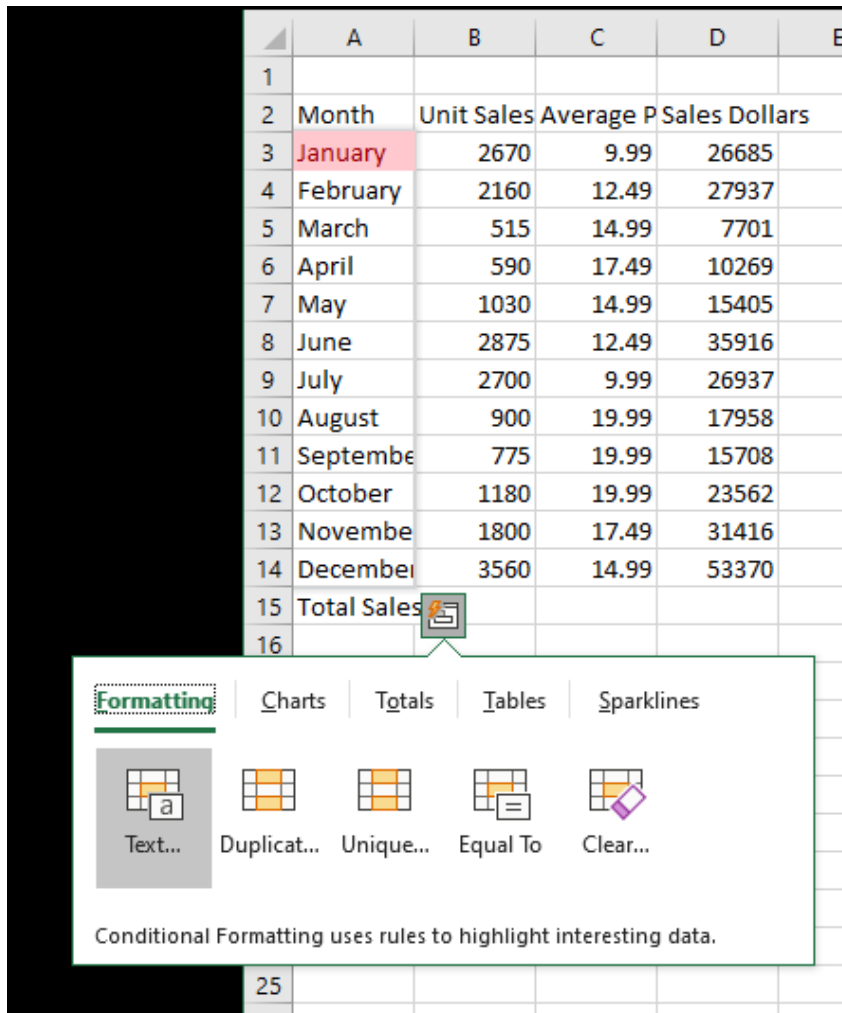 A B C D E
1
2 Month Unit Sales Average P Sales Dollars
3 January 2670 9.99 26685
4 February 2160 12.49 27937
5 March 515 14.99 7701
6 April 590 17.49 10269
7 May 1030 14.99 15405
8 June 2875 12.49 35916
9 July 2700 9.99 26937
10 August 900 19.99 17958
11 Septembe 775 19.99 15708
12 October 1180 19.99 23562
13 Novembe 1800 17.49 31416
14 December 3560 14.99 53370
15 Total Sales
16
Formatting Charts Totals Tables Sparklines
a =
Text... Duplicat... Unique... Equal To Clear...
Conditional Formatting uses rules to highlight interesting data.
25